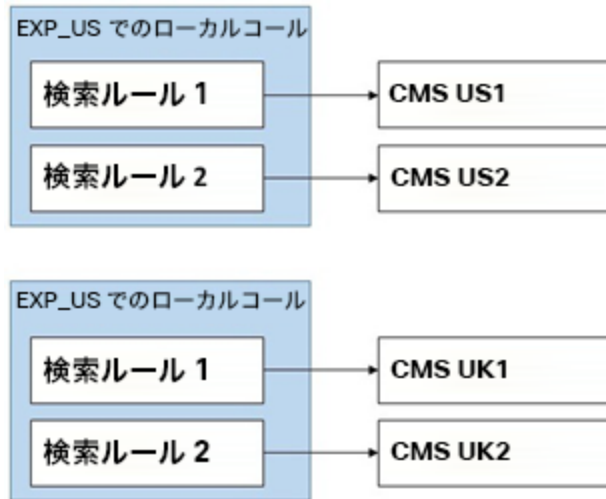 EXP_US でのローカルコール
検索ルール 1
CMS US1
検索ルール 2
CMS US2
EXP_US でのローカルコール
検索ルール 1
CMS UK1
検索ルール 2
CMS UK2